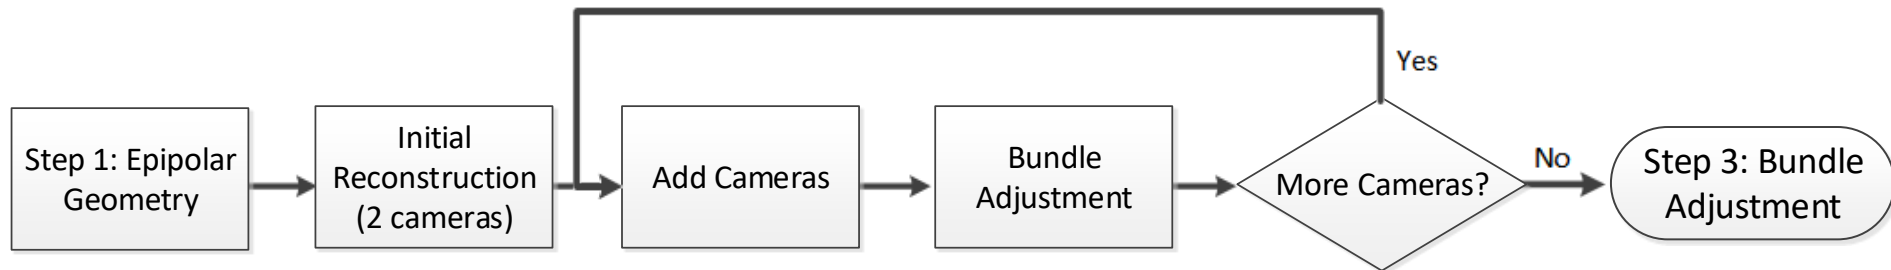 Yes
Step 1: Epipolar
Geometry
Initial
Reconstruction
(2 cameras)
Add Cameras
Bundle
Adjustment
More Cameras?
No
Step 3: Bundle
Adjustment